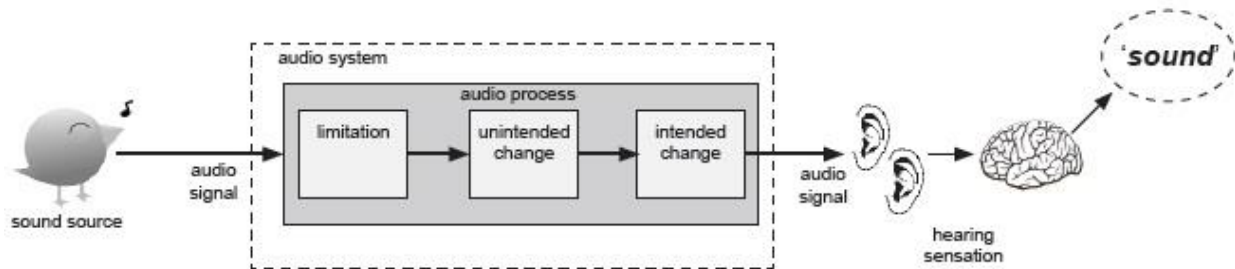 'sound'
audio system
audio process
limitation
unintended
change
intended
change
audio
signal
audio
signal
sound source
hearing
sensation